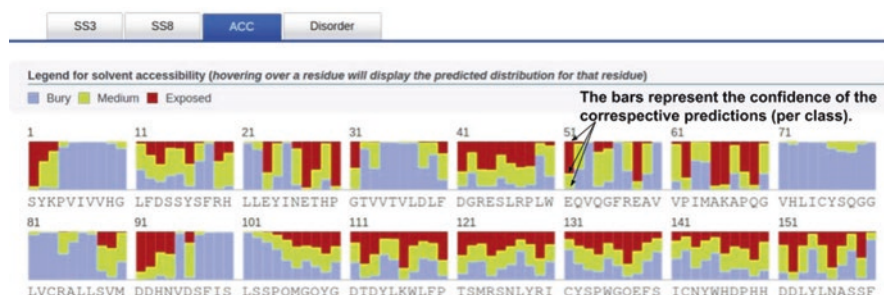 SS3 SS8 ACC Disorder
Legend for solvent accessibility (hovering over a residue will display the predicted distribution for that residue)
Bury Medium Exposed
The bars represent the confidence of the
correspective predictions (per class).
1 11 21 31 41 51 61 71
SYKPVIVVHG LFDSSYSFRH LLEYINETHP GTVVTVLDLF DGRESLRPLW EQVQGFREAV VPIMAKAPQG VHLICYSQGG
81 91 101 111 121 131 141 151
LVCRALLSVM DDHNVDSFIS LSSPQMGQYG DTDYLKWLFP TSMRSNLYRI CYSPWGQEFS ICNYWHDPHH DDLYLNASSF